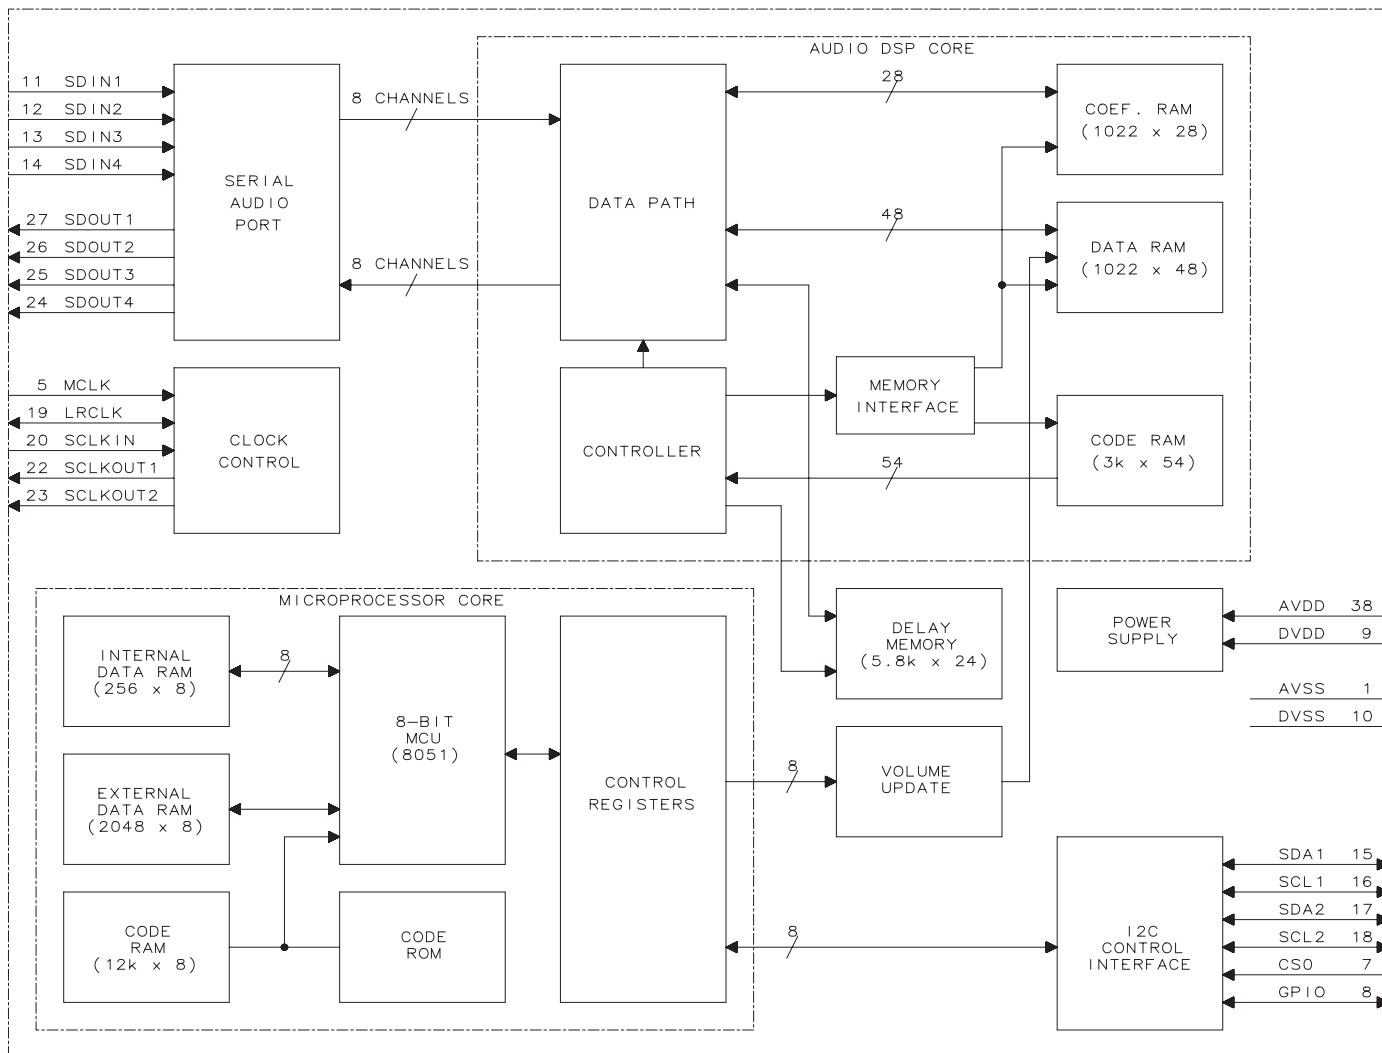 AUDIO DSP CORE
11 SDIN1
12 SDIN2
13 SDIN3
14 SDIN4
27 SDOUT1
26 SDOUT2
25 SDOUT3
24 SDOUT4
SERIAL
AUDIO
PORT
8 CHANNELS
8 CHANNELS
DATA PATH
28
48
COEF. RAM
(1022 x 28)
DATA RAM
(1022 x 48)
5 MCLK
19 LRCLK
20 SCLKIN
22 SCLKOUT1
23 SCLKOUT2
CLOCK
CONTROL
CONTROLLER
MEMORY
INTERFACE
54
CODE RAM
(3k x 54)
MICROPROCESSOR CORE
INTERNAL
DATA RAM
(256 x 8)
8
EXTERNAL
DATA RAM
(2048 x 8)
CODE
RAM
(12k x 8)
8-BIT
MCU
(8051)
CODE
ROM
CONTROL
REGISTERS
DELAY
MEMORY
(5.8k x 24)
8
VOLUME
UPDATE
8
POWER
SUPPLY
AVDD 38
DVDD 9
AVSS 1
DVSS 10
I2C
CONTROL
INTERFACE
SDA1 15
SCL1 16
SDA2 17
SCL2 18
CS0 7
GPIO 8